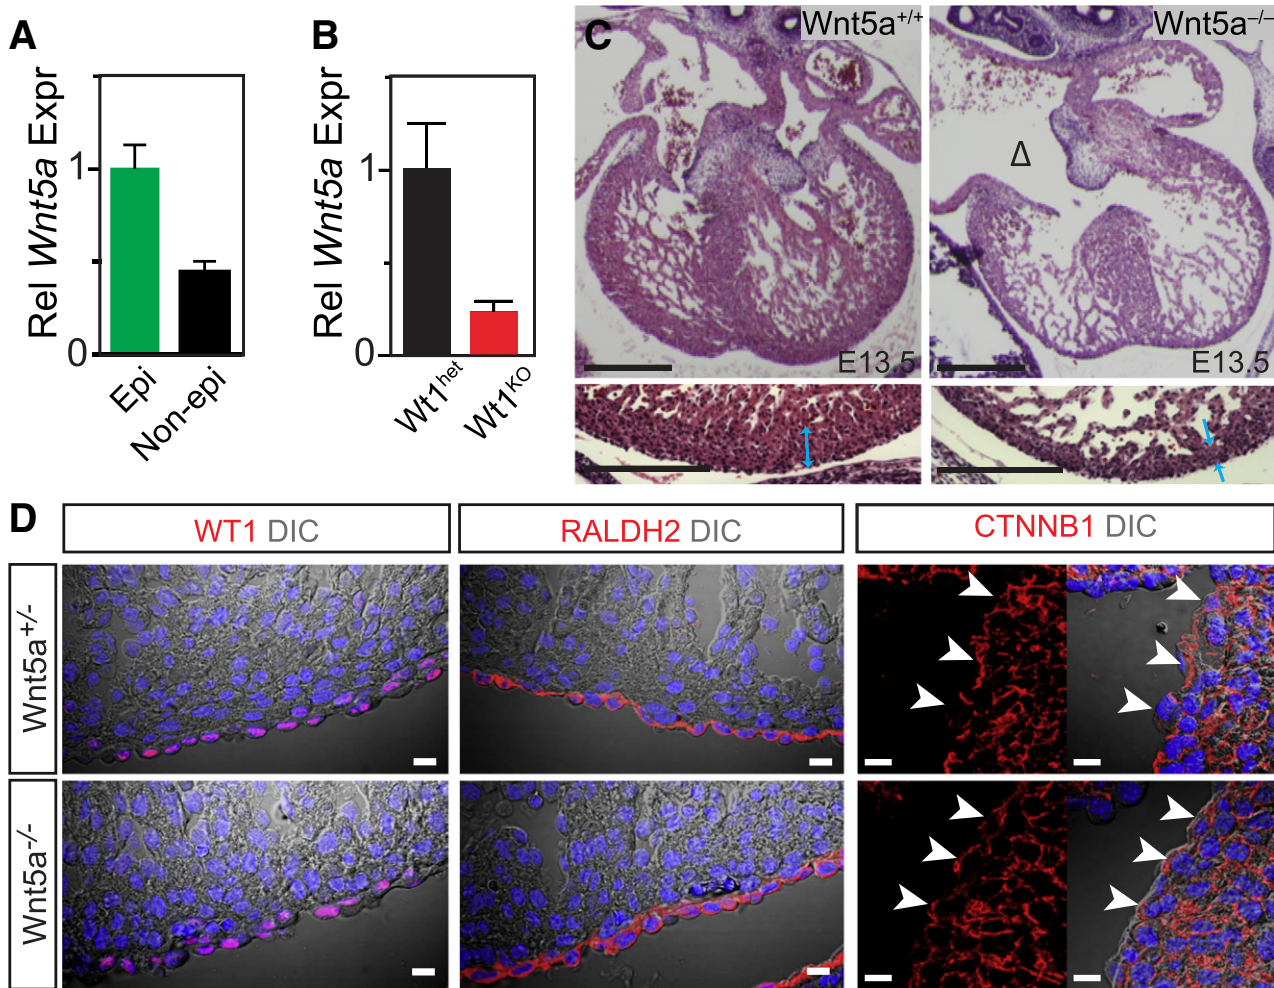 A
Rel Wnt5a Expr
1
0
Epi
Non-epi
B
Rel Wnt5a Expr
1
0
Wt1het
Wt1KO
C
Wnt5a+/+
E13.5
Wnt5a–/–
Δ
E13.5
D
WT1 DIC
RALDH2 DIC
CTNNB1 DIC
Wnt5a+/-
Wnt5a-/-